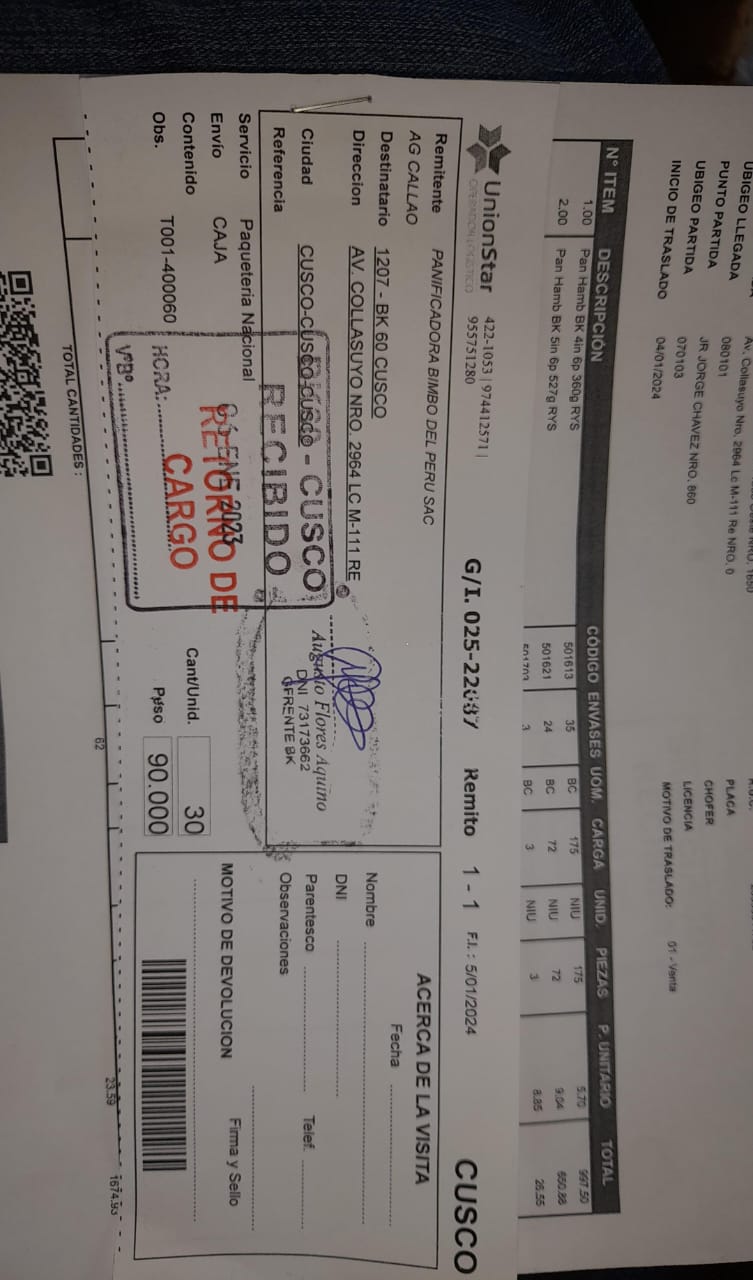 UBIGEO LLEGADA
Av. Collasuyo Nro. 2964 Lc M-111 Re NRO. 0
PUNTO PARTIDA 080101
UBIGEO PARTIDA JR JORGE CHAVEZ NRO. 860
INICIO DE TRASLADO 070103
04/01/2024
PLACA
CHOFER
LICENCIA
MOTIVO DE TRASLADO: 01 - Venta
N° ITEM DESCRIPCIÓN CÓDIGO ENVASES UOM. CARGA UNID. PIEZAS P. UNITARIO TOTAL
1.00 Pan Hamb BK 4in 6p 360g RYS 501613 35 BC 175 NIU 175 5.70 997.50
2.00 Pan Hamb BK 5in 6p 527g RYS 501621 24 BC 72 NIU 72 9.04 650.88
501703 3 BC 3 NIU 3 8.85 26.55
UnionStar
OPERADOR LOGISTICO
422-1053 | 974412571 |
955751280
G/I. 025-22 Remito 1 - 1 F.I. : 5/01/2024 CUSCO
Remitente PANIFICADORA BIMBO DEL PERU SAC
AG CALLAO
Destinatario 1207 - BK 60 CUSCO
Direccion AV. COLLASUYO NRO. 2964 LC M-111 RE
Ciudad CUSCO-CUSCO-CUSCO
Referencia
Servicio Paqueteria Nacional
Envío CAJA
Contenido
Obs. T001-400060
Cant/Unid. 30
Peso 90.000
- CUSCO
RECIBIDO
ENE 2023
HORA:
V°B°
RETORNO DE
CARGO
Augusto Flores Aquino
DNI 73173662
GERENTE BK
ACERCA DE LA VISITA
Fecha
Nombre
DNI
Parentesco Telef.
Observaciones
MOTIVO DE DEVOLUCION Firma y Sello
TOTAL CANTIDADES : 62 23.59 1674.93